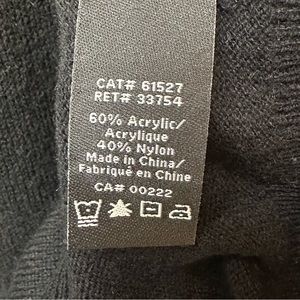 CAT# 61527
RET# 33754
60% Acrylic/
Acrylique
40% Nylon
Made in China/
Fabriqué en Chine
CA# 00222